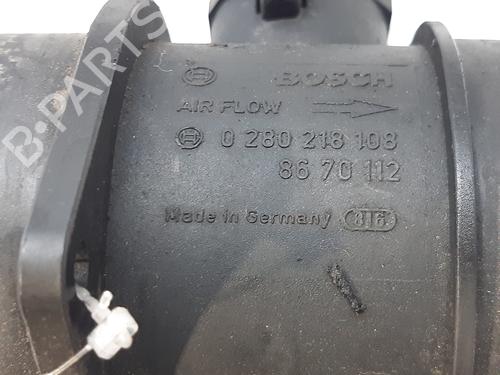 BOSCH
AIR FLOW
0 280 218 108
86 70 112
Made in Germany 816
B-PARTS